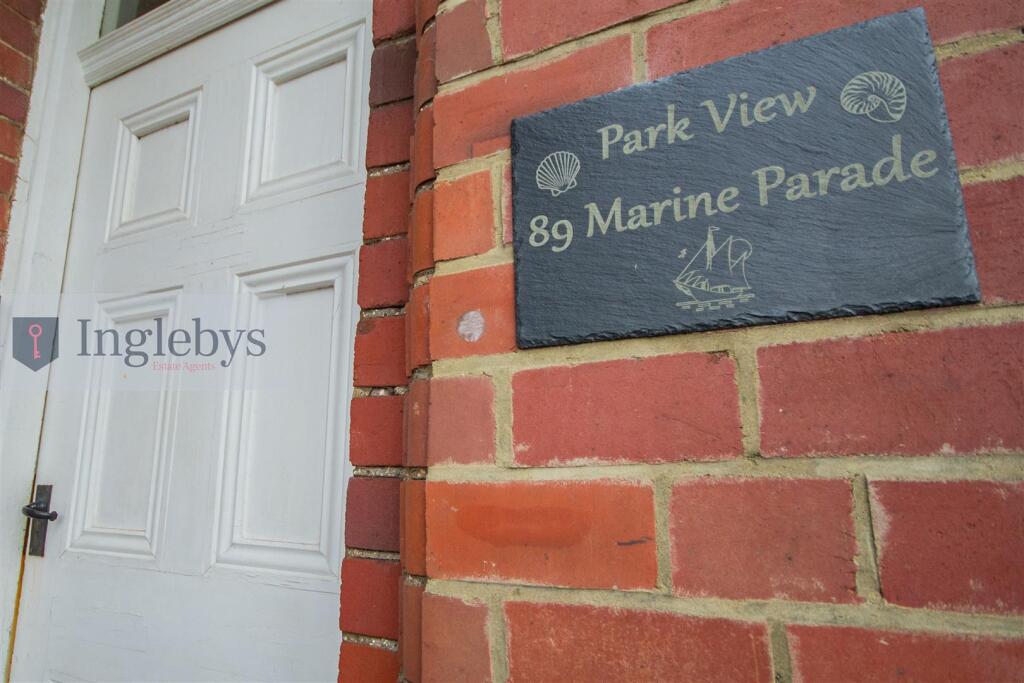 Park View
89 Marine Parade
Inglebys
Estate Agents